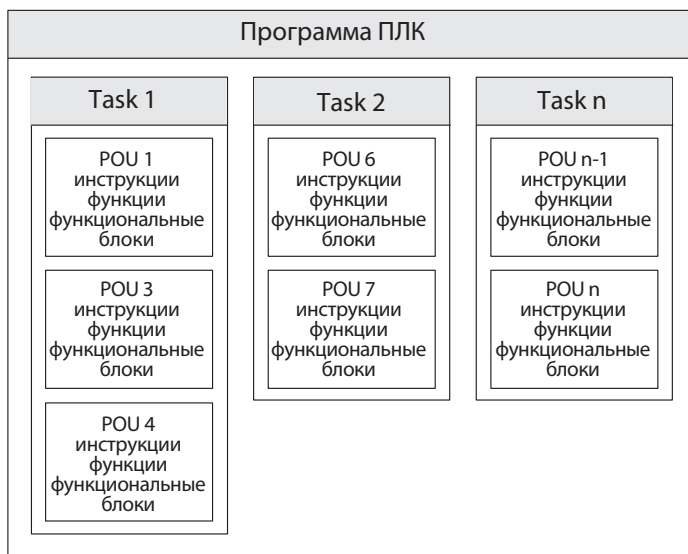 Программа ПЛК
Task 1
POU 1
инструкции
функции
функциональные
блоки
POU 3
инструкции
функции
функциональные
блоки
POU 4
инструкции
функции
функциональные
блоки
Task 2
POU 6
инструкции
функции
функциональные
блоки
POU 7
инструкции
функции
функциональные
блоки
Task n
POU n-1
инструкции
функции
функциональные
блоки
POU n
инструкции
функции
функциональные
блоки